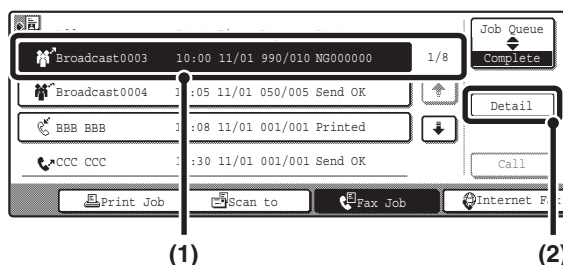 Job Queue
Complete
Broadcast0003 10:00 11/01 990/010 NG000000 1/8
Broadcast0004 :05 11/01 050/005 Send OK
Detail
BBB BBB :08 11/01 001/001 Printed
CCC CCC :30 11/01 001/001 Send OK
Call
Print Job Scan to Fax Job Internet
(1) (2)